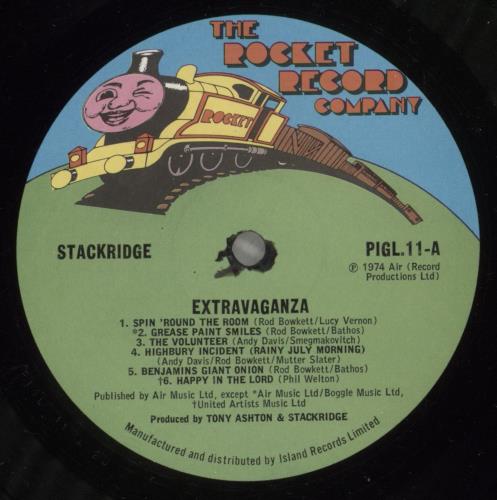 THE
ROCKET
RECORD
COMPANY
ROCKET
STACKRIDGE
PIGL.11-A
℗ 1974 Air (Record
Productions Ltd)
EXTRAVAGANZA
1. SPIN 'ROUND THE ROOM (Rod Bowkett/Lucy Vernon)
*2. GREASE PAINT SMILES (Rod Bowkett/Bathos)
3. THE VOLUNTEER (Andy Davis/Smegmakovitch)
4. HIGHBURY INCIDENT (RAINY JULY MORNING)
(Andy Davis/Rod Bowkett/Mutter Slater)
5. BENJAMINS GIANT ONION (Rod Bowkett/Bathos)
†6. HAPPY IN THE LORD (Phil Welton)
Published by Air Music Ltd, except *Air Music Ltd/Boggle Music Ltd,
†United Artists Music Ltd
Produced by TONY ASHTON & STACKRIDGE
Manufactured and distributed by Island Records Limited